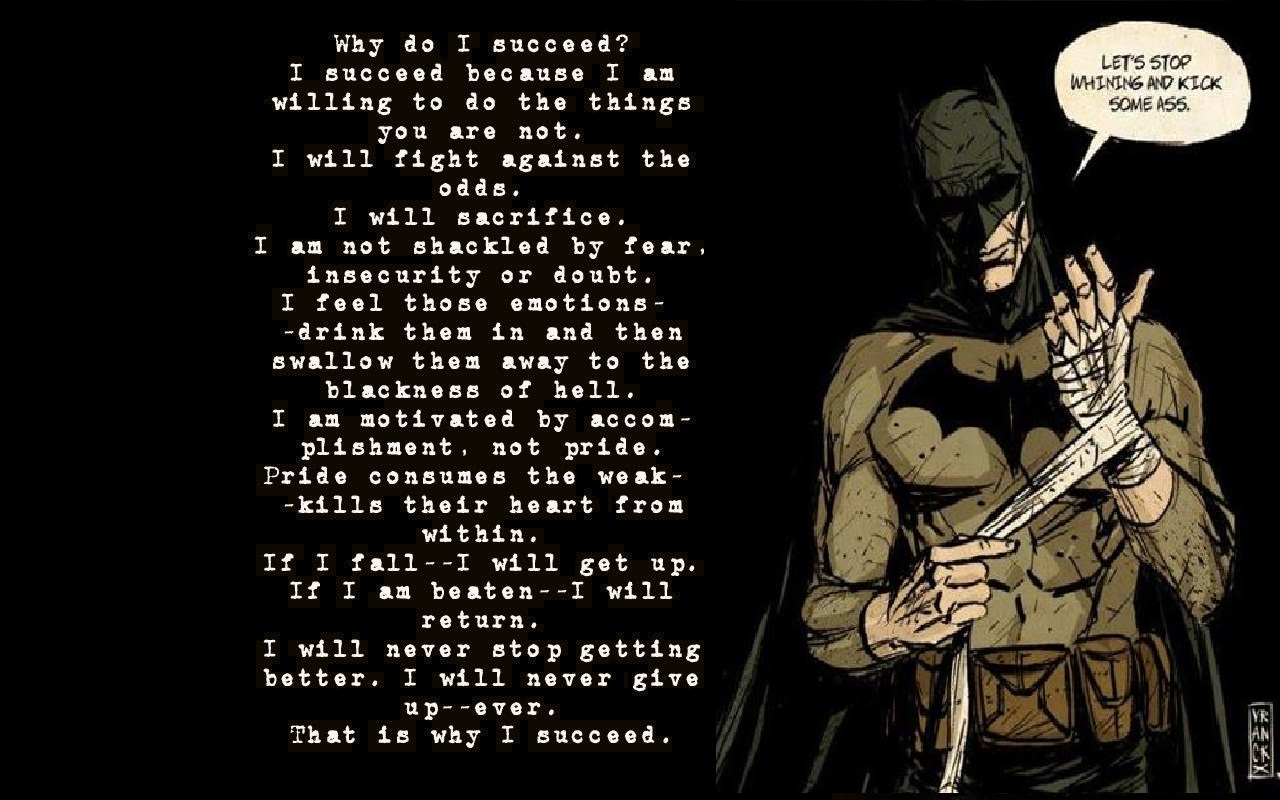 Why do I succeed?
I succeed because I am
willing to do the things
you are not.
I will fight against the
odds.
I will sacrifice.
I am not shackled by fear,
insecurity or doubt.
I feel those emotions-
-drink them in and then
swallow them away to the
blackness of hell.
I am motivated by accom-
plishment, not pride.
Pride consumes the weak-
-kills their heart from
within.
If I fall--I will get up.
If I am beaten--I will
return.
I will never stop getting
better. I will never give
up--ever.
That is why I succeed.
LET'S STOP
WHINING AND KICK
SOME ASS.
VR
AN
CK
X